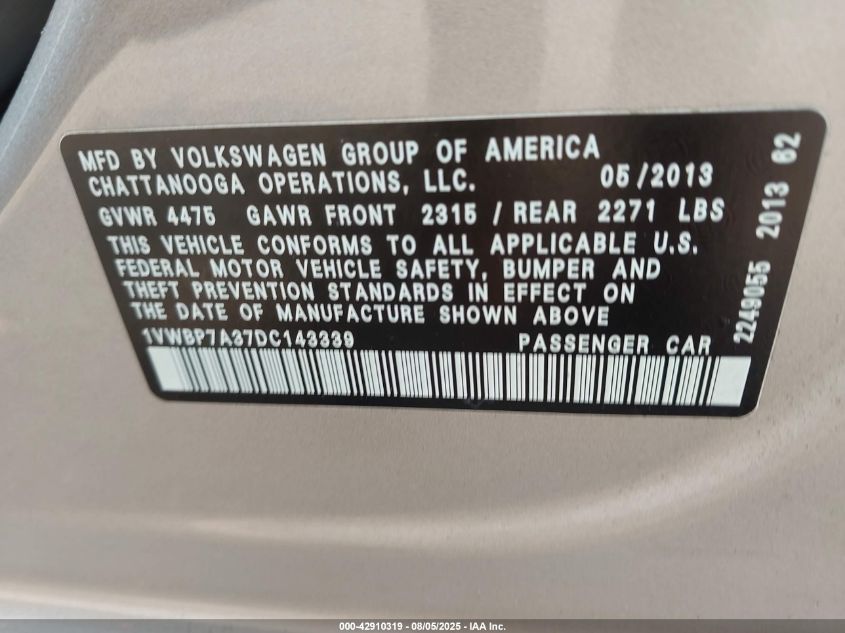 MFD BY VOLKSWAGEN GROUP OF AMERICA
CHATTANOOGA OPERATIONS, LLC. 05/2013
GVWR 4475 GAWR FRONT 2315 / REAR 2271 LBS
THIS VEHICLE CONFORMS TO ALL APPLICABLE U.S.
FEDERAL MOTOR VEHICLE SAFETY, BUMPER AND
THEFT PREVENTION STANDARDS IN EFFECT ON
THE DATE OF MANUFACTURE SHOWN ABOVE
1VWBP7A37DC143339 PASSENGER CAR
2249055 2013 62
000-42910319 - 08/05/2025 - IAA Inc.